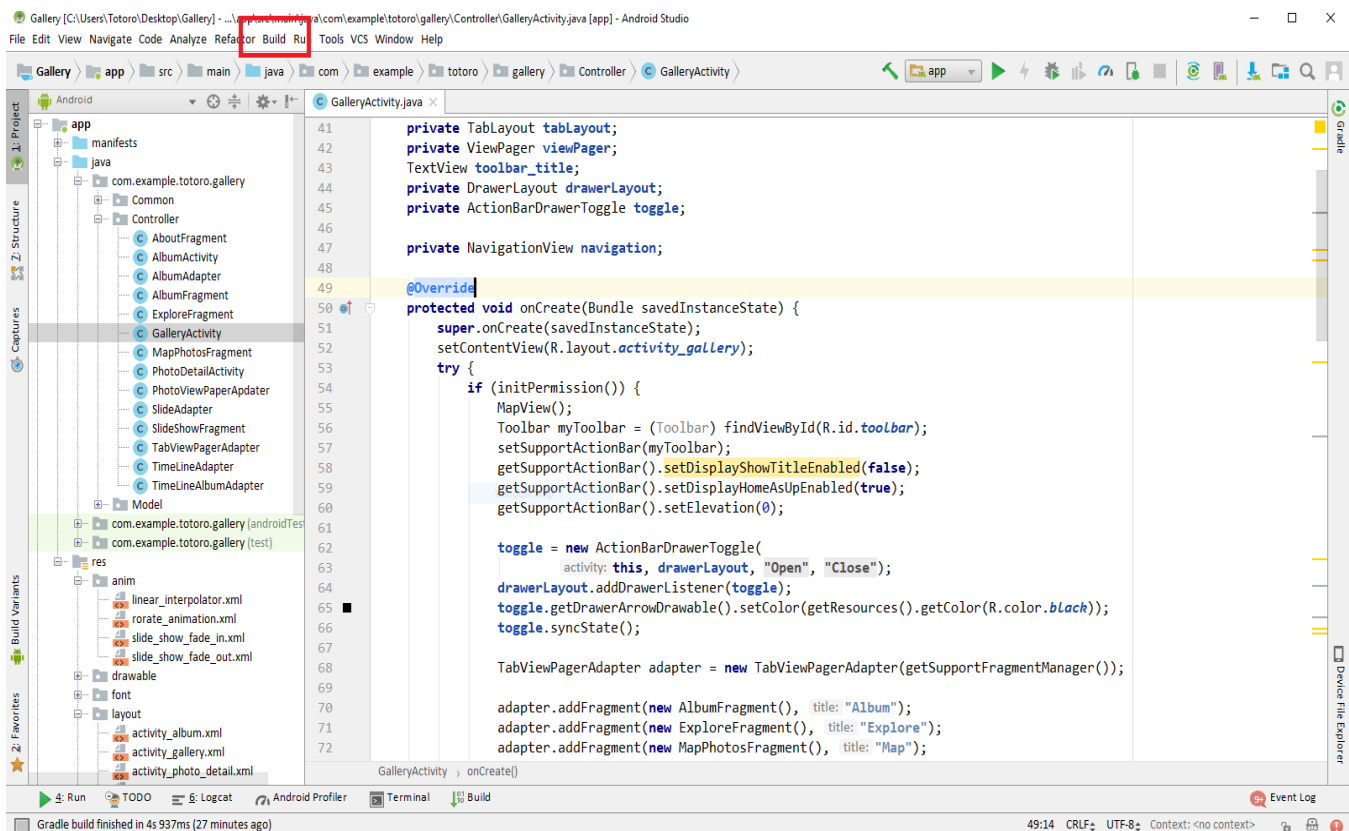 Gallery [C:\Users\Totoro\Desktop\Gallery] - ...\app\src\main\java\com\example\totoro\gallery\Controller\GalleryActivity.java [app] - Android Studio
File Edit View Navigate Code Analyze Refactor Build Run Tools VCS Window Help
Gallery app src main java com example totoro gallery Controller GalleryActivity
app
1: Project
Z: Structure
Captures
Build Variants
2: Favorites
Android
app
manifests
java
com.example.totoro.gallery
Common
Controller
AboutFragment
AlbumActivity
AlbumAdapter
AlbumFragment
ExploreFragment
GalleryActivity
MapPhotosFragment
PhotoDetailActivity
PhotoViewPaperApdater
SlideAdapter
SlideShowFragment
TabViewPagerAdapter
TimeLineAdapter
TimeLineAlbumAdapter
Model
com.example.totoro.gallery (androidTest
com.example.totoro.gallery (test)
res
anim
linear_interpolator.xml
rorate_animation.xml
slide_show_fade_in.xml
slide_show_fade_out.xml
drawable
font
layout
activity_album.xml
activity_gallery.xml
activity_photo_detail.xml
GalleryActivity.java
41 private TabLayout tabLayout;
42 private ViewPager viewPager;
43 TextView toolbar_title;
44 private DrawerLayout drawerLayout;
45 private ActionBarDrawerToggle toggle;
46
47 private NavigationView navigation;
48
49 @Override
50 protected void onCreate(Bundle savedInstanceState) {
51 super.onCreate(savedInstanceState);
52 setContentView(R.layout.activity_gallery);
53 try {
54 if (initPermission()) {
55 MapView();
56 Toolbar myToolbar = (Toolbar) findViewById(R.id.toolbar);
57 setSupportActionBar(myToolbar);
58 getSupportActionBar().setDisplayShowTitleEnabled(false);
59 getSupportActionBar().setDisplayHomeAsUpEnabled(true);
60 getSupportActionBar().setElevation(0);
61
62 toggle = new ActionBarDrawerToggle(
63 activity: this, drawerLayout, "Open", "Close");
64 drawerLayout.addDrawerListener(toggle);
65 toggle.getDrawerArrowDrawable().setColor(getResources().getColor(R.color.black));
66 toggle.syncState();
67
68 TabViewPagerAdapter adapter = new TabViewPagerAdapter(getSupportFragmentManager());
69
70 adapter.addFragment(new AlbumFragment(), title: "Album");
71 adapter.addFragment(new ExploreFragment(), title: "Explore");
72 adapter.addFragment(new MapPhotosFragment(), title: "Map");
GalleryActivity › onCreate()
Gradle
Device File Explorer
4: Run TODO 6: Logcat Android Profiler Terminal Build 9+ Event Log
Gradle build finished in 4s 937ms (27 minutes ago) 49:14 CRLF UTF-8 Context: <no context>